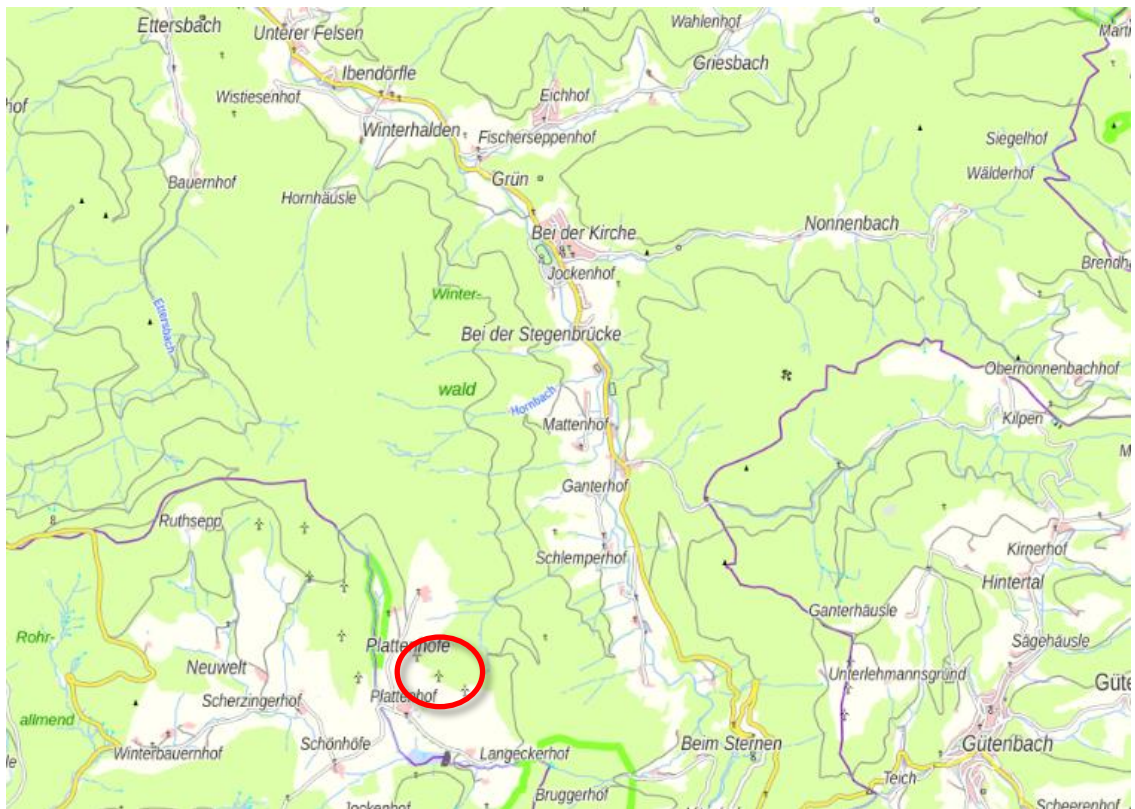 Ettersbach
Unterer Felsen
Wahlenhof
Griesbach
Ibendörfle
Wistiesenhof
Eichhof
Winterhalden
Fischerseppenhof
Siegelhof
Wälderhof
Bauernhof
Hornhäusle
Grün
Nonnenbach
Bei der Kirche
Jockenhof
Winter-
Ettersbach
Bei der Stegenbrücke
wald
Hornbach
Obernonnenbachhof
Kilpen
Mattenhof
Ganterhof
Ruthsepp
Schlemperhof
Kirnerhof
Hintertal
Ganterhäusle
Rohr-
Plattenhöfe
Sägehäusle
Neuwelt
Unterlehmannsgrund
Plattenhof
Scherzingerhof
allmend
Schönhöfe
Winterbauernhof
Langeckerhof
Beim Sternen
Gütenbach
Teich
Bruggerhof
Jockenhof
Scheerenhof